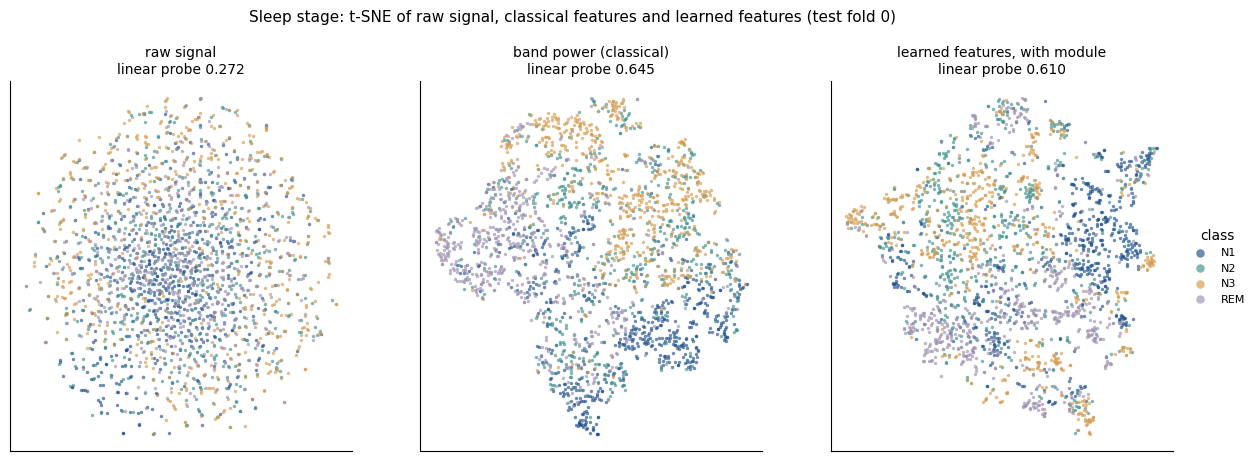 Sleep stage: t-SNE of raw signal, classical features and learned features (test fold 0)
raw signal
linear probe 0.272
band power (classical)
linear probe 0.645
learned features, with module
linear probe 0.610
class
N1
N2
N3
REM